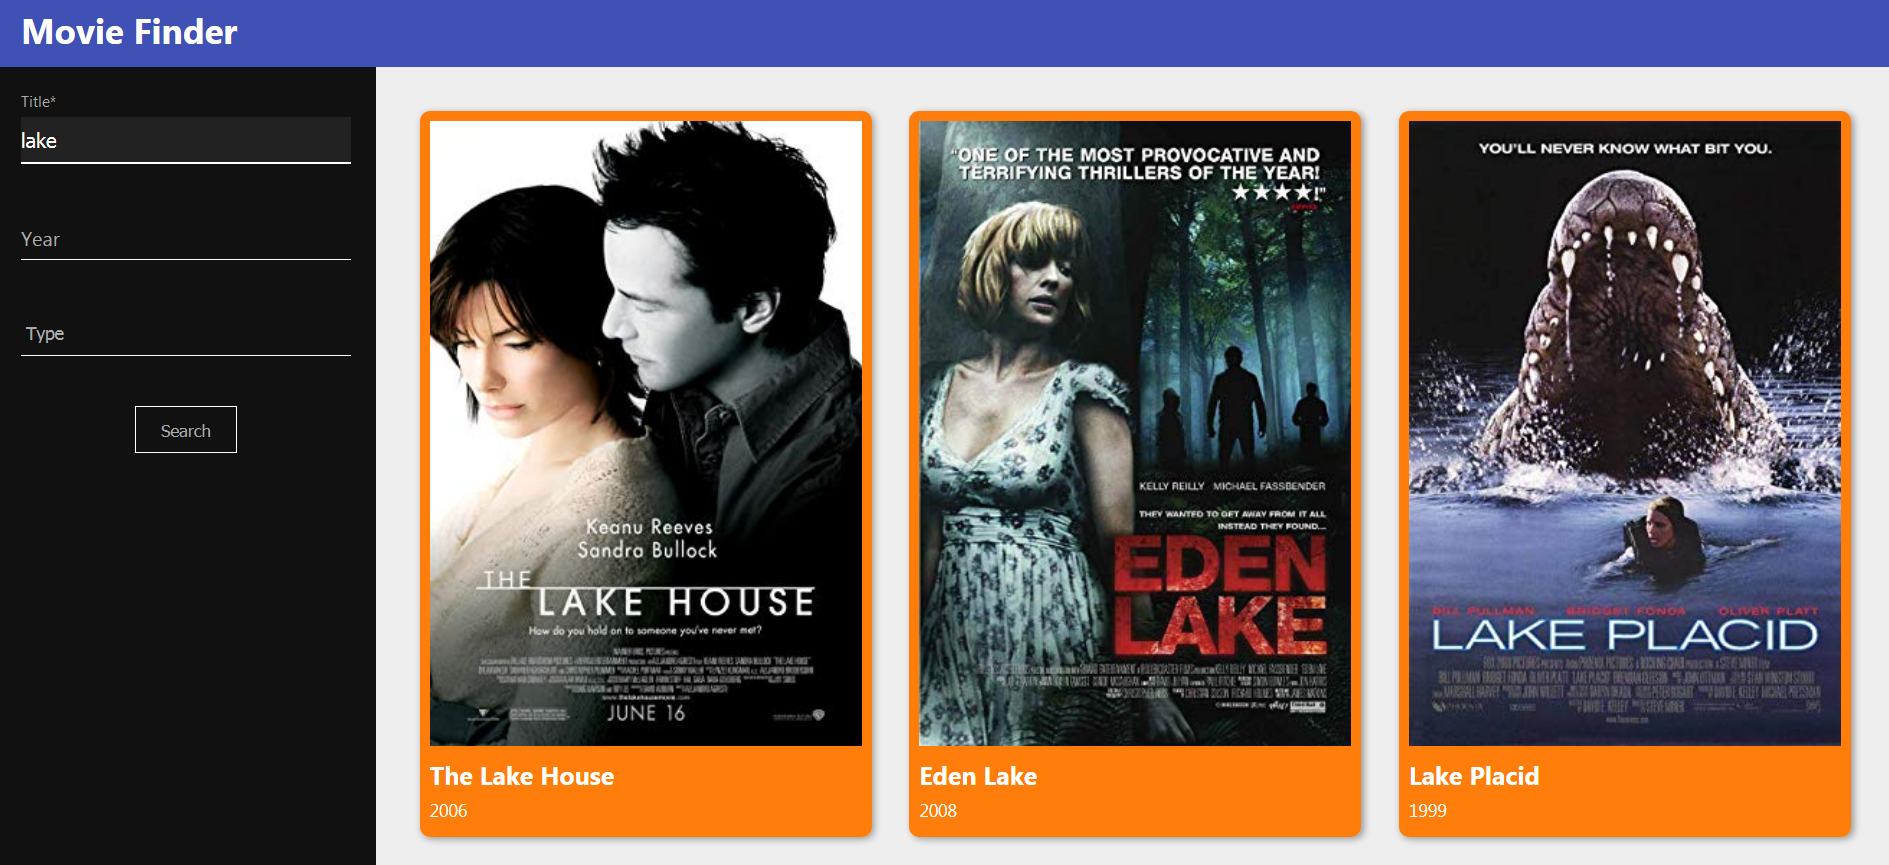 Movie Finder
Title*
lake
Year
Type
Search
Keanu Reeves
Sandra Bullock
THE
LAKE HOUSE
How do you hold on to someone you've never met?
www.thelakehousemovie.com
JUNE 16
The Lake House
2006
"ONE OF THE MOST PROVOCATIVE AND
TERRIFYING THRILLERS OF THE YEAR!
★★★★!"
KELLY REILLY MICHAEL FASSBENDER
THEY WANTED TO GET AWAY FROM IT ALL
INSTEAD THEY FOUND...
EDEN
LAKE
Eden Lake
2008
YOU'LL NEVER KNOW WHAT BIT YOU.
BILL PULLMAN BRIDGET FONDA OLIVER PLATT
LAKE PLACID
Lake Placid
1999